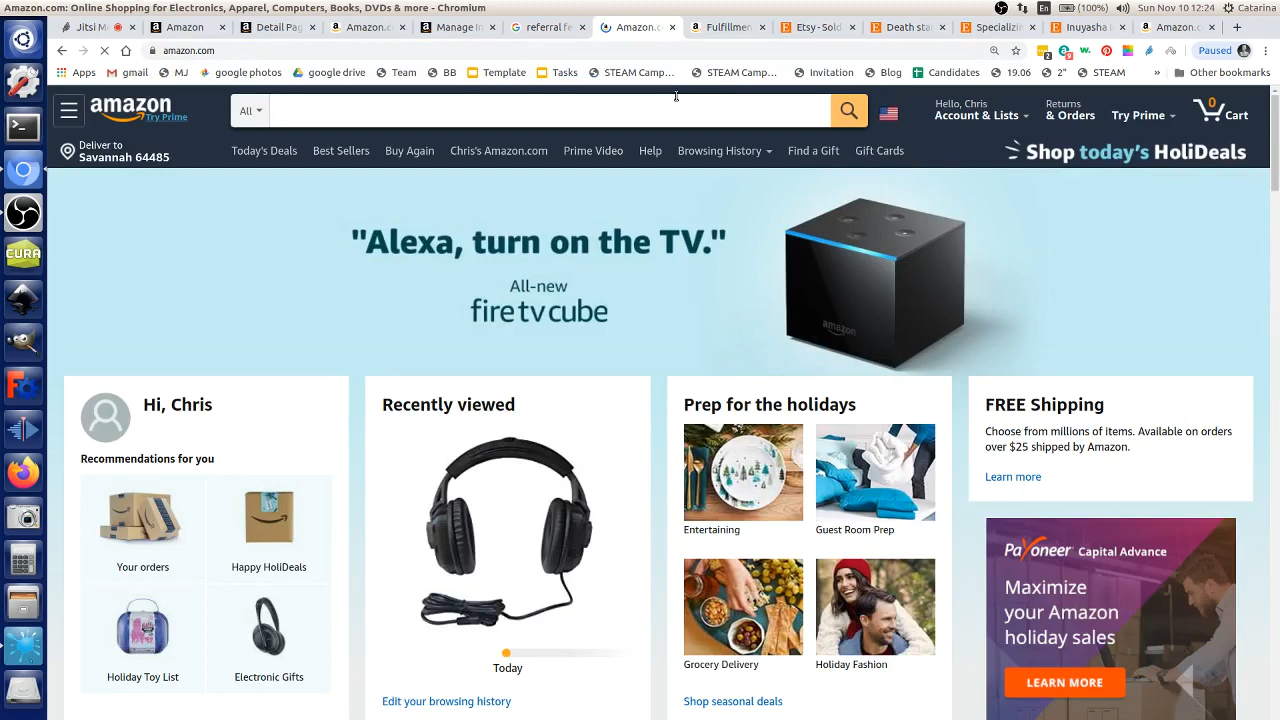 Amazon.com: Online Shopping for Electronics, Apparel, Computers, Books, DVDs & more - Chromium
En (100%) Sun Nov 10 12:24 Catarina
Jitsi M
Amazon
Detail Pag
Amazon.co
Manage In
referral fe
Amazon.c
Fulfillmen
Etsy - Sold
Death sta
Specializin
Inuyasha k
Amazon.c
amazon.com
Paused
Apps
gmail
MJ
google photos
google drive
Team
BB
Template
Tasks
STEAM Camp...
STEAM Camp...
Invitation
Blog
Candidates
19.06
2"
STEAM
»
Other bookmarks
amazon
Try Prime
All
Hello, Chris
Account & Lists
Returns
& Orders
Try Prime
0
Cart
Deliver to
Savannah 64485
Today's Deals
Best Sellers
Buy Again
Chris's Amazon.com
Prime Video
Help
Browsing History
Find a Gift
Gift Cards
Shop today's HoliDeals
"Alexa, turn on the TV."
All-new
fire tv cube
amazon
Hi, Chris
Recommendations for you
Your orders
Happy HoliDeals
Holiday Toy List
Electronic Gifts
Recently viewed
Today
Edit your browsing history
Prep for the holidays
Entertaining
Guest Room Prep
Grocery Delivery
Holiday Fashion
Shop seasonal deals
FREE Shipping
Choose from millions of items. Available on orders
over $25 shipped by Amazon.
Learn more
Payoneer Capital Advance
Maximize
your Amazon
holiday sales
LEARN MORE
CURA